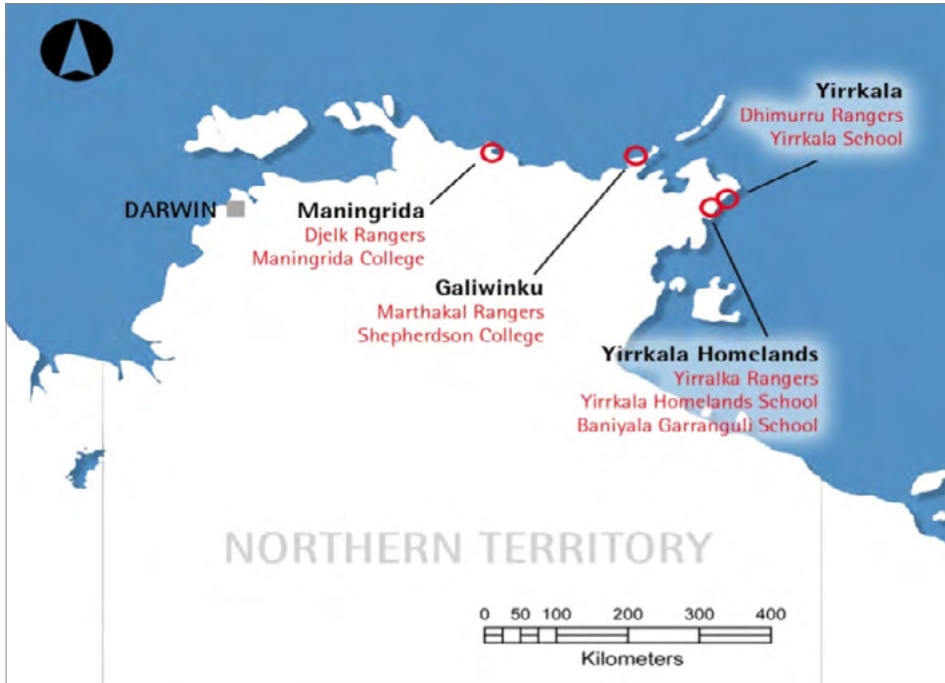 Yirrkala
Dhimurru Rangers
Yirrkala School
DARWIN
Maningrida
Djelk Rangers
Maningrida College
Galiwinku
Marthakal Rangers
Shepherdson College
Yirrkala Homelands
Yirralka Rangers
Yirrkala Homelands School
Baniyala Garranguli School
NORTHERN TERRITORY
0 50 100 200 300 400
Kilometers